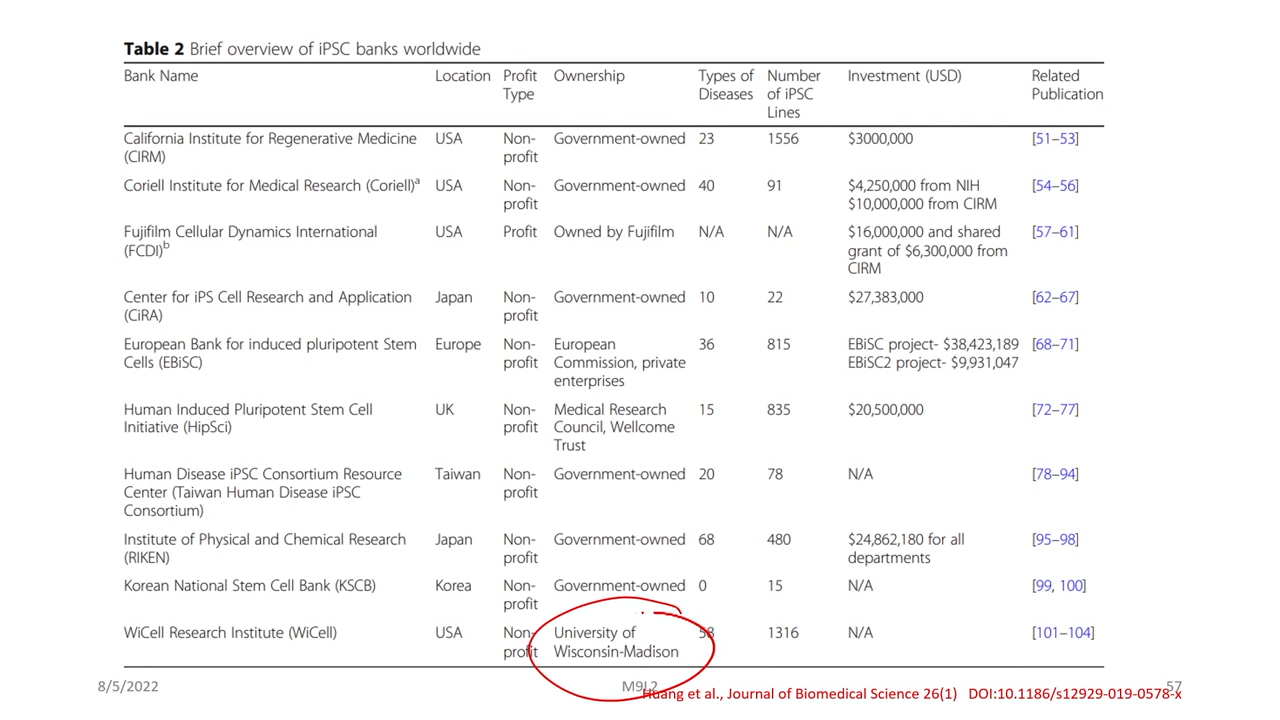 Table 2 Brief overview of iPSC banks worldwide
Bank Name Location Profit Type Ownership Types of Diseases Number of iPSC Lines Investment (USD) Related Publication
California Institute for Regenerative Medicine (CIRM) USA Non-profit Government-owned 23 1556 $3000,000 [51–53]
Coriell Institute for Medical Research (Coriell)a USA Non-profit Government-owned 40 91 $4,250,000 from NIH $10,000,000 from CIRM [54–56]
Fujifilm Cellular Dynamics International (FCDI)b USA Profit Owned by Fujifilm N/A N/A $16,000,000 and shared grant of $6,300,000 from CIRM [57–61]
Center for iPS Cell Research and Application (CiRA) Japan Non-profit Government-owned 10 22 $27,383,000 [62–67]
European Bank for induced pluripotent Stem Cells (EBiSC) Europe Non-profit European Commission, private enterprises 36 815 EBiSC project- $38,423,189 EBiSC2 project- $9,931,047 [68–71]
Human Induced Pluripotent Stem Cell Initiative (HipSci) UK Non-profit Medical Research Council, Wellcome Trust 15 835 $20,500,000 [72–77]
Human Disease iPSC Consortium Resource Center (Taiwan Human Disease iPSC Consortium) Taiwan Non-profit Government-owned 20 78 N/A [78–94]
Institute of Physical and Chemical Research (RIKEN) Japan Non-profit Government-owned 68 480 $24,862,180 for all departments [95–98]
Korean National Stem Cell Bank (KSCB) Korea Non-profit Government-owned 0 15 N/A [99, 100]
WiCell Research Institute (WiCell) USA Non-profit University of Wisconsin-Madison 58 1316 N/A [101–104]
8/5/2022 M9L2 57
Huang et al., Journal of Biomedical Science 26(1) DOI:10.1186/s12929-019-0578-x